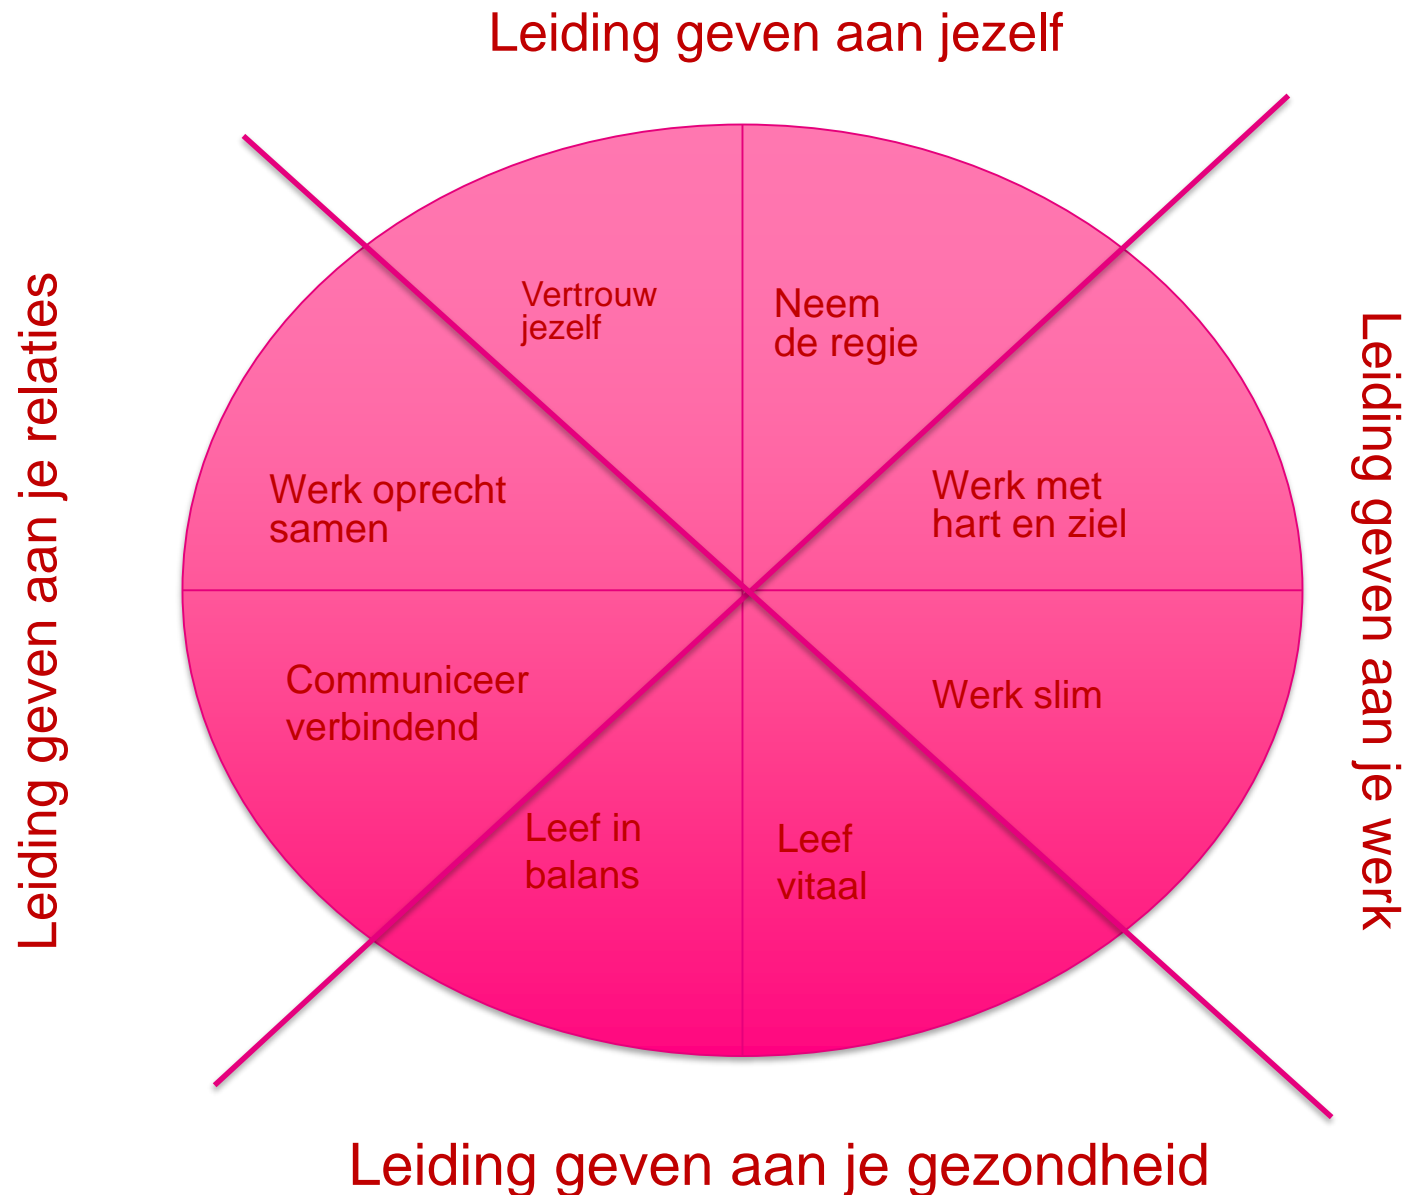 Leiding geven aan jezelf
Vertrouw
jezelf
Neem
de regie
Leiding geven aan je relaties
Werk oprecht
samen
Werk met
hart en ziel
Leiding geven aan je werk
Communiceer
verbindend
Werk slim
Leef in
balans
Leef
vitaal
Leiding geven aan je gezondheid